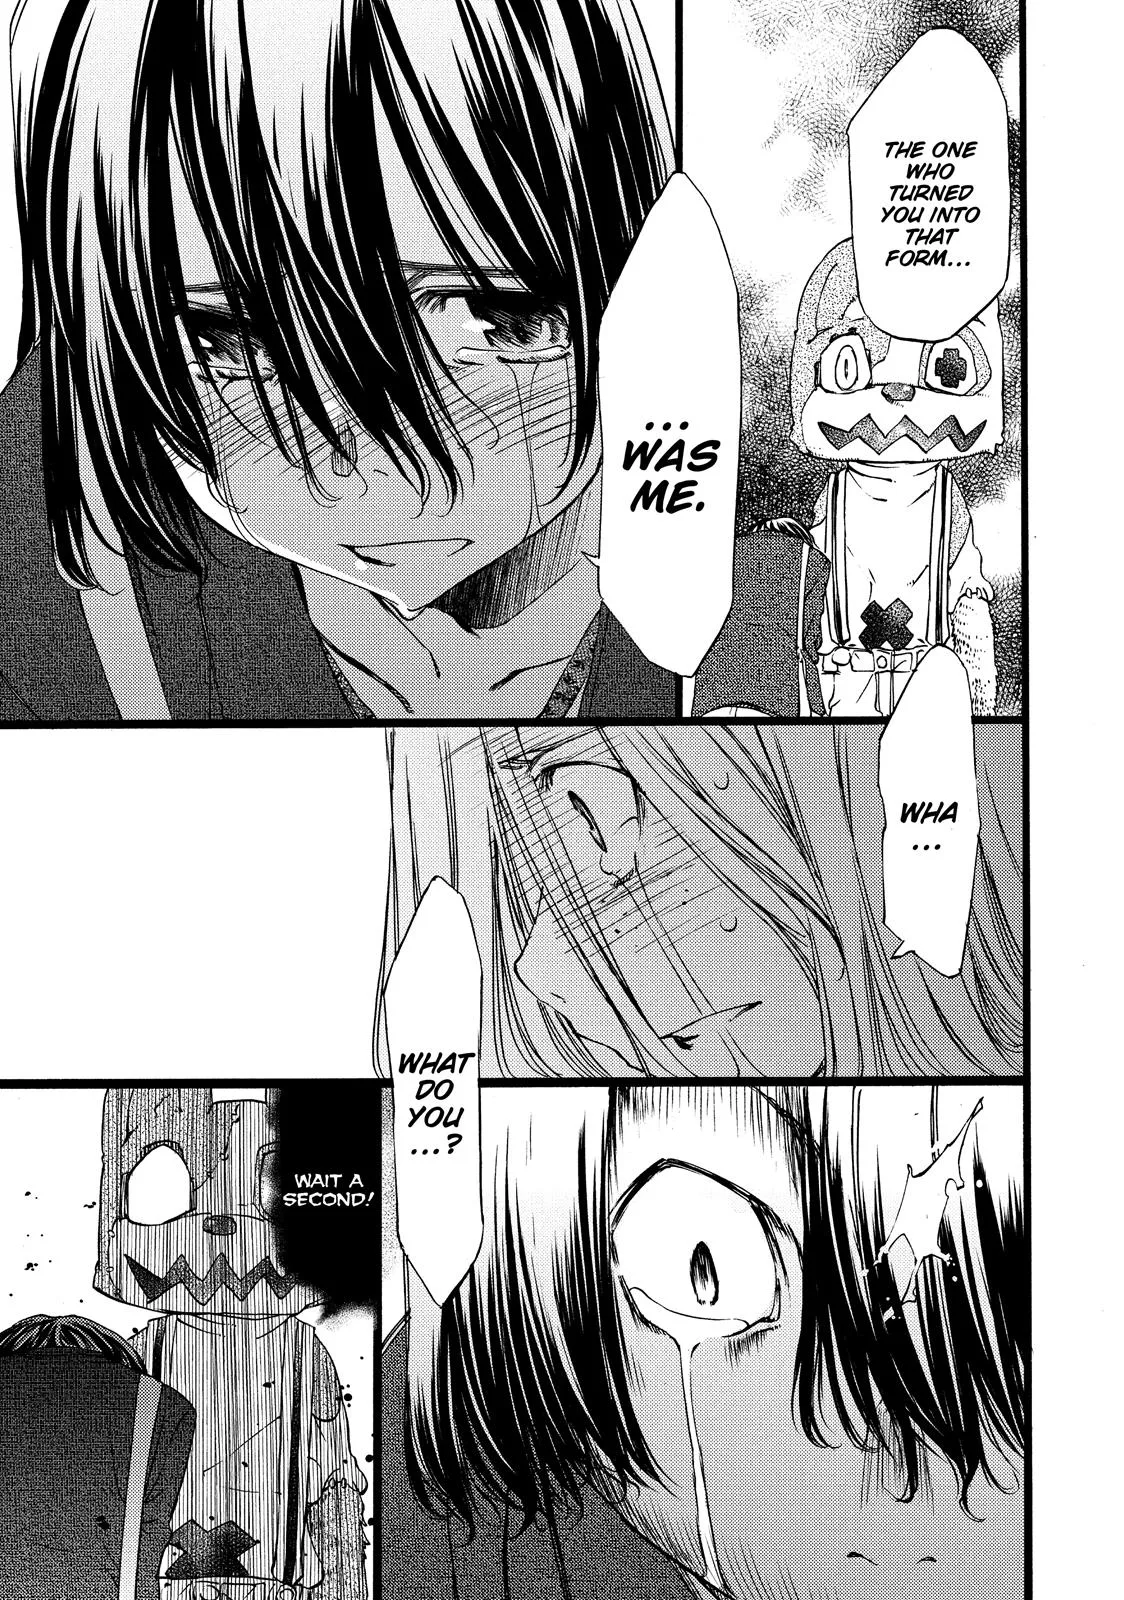 THE ONE
WHO
TURNED
YOU INTO
THAT
FORM...
...
WAS
ME.
WHA
...
WHAT
DO
YOU
...?
WAIT A
SECOND!